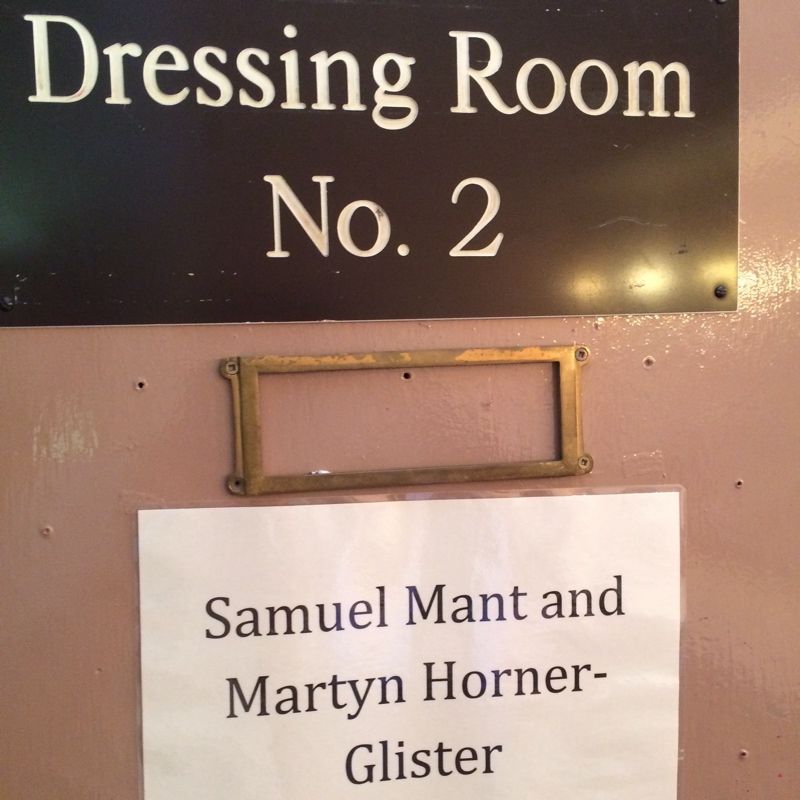 Dressing Room
No. 2
Samuel Mant and
Martyn Horner-
Glister